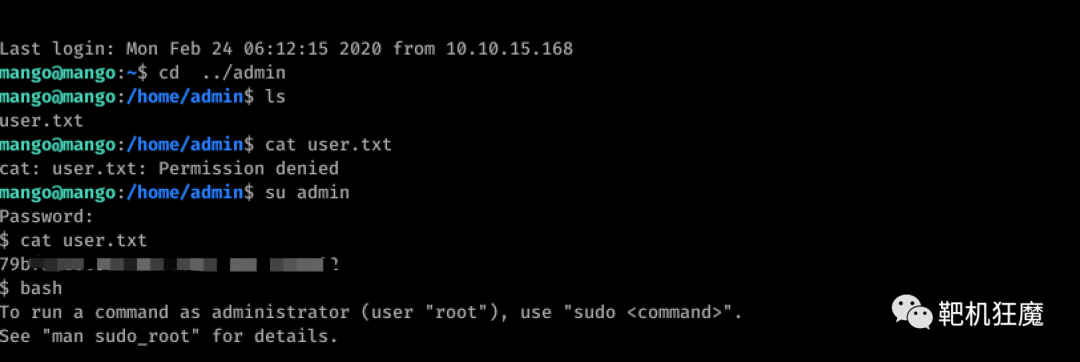 Last login: Mon Feb 24 06:12:15 2020 from 10.10.15.168
mango@mango:~$ cd  ../admin
mango@mango:/home/admin$ ls
user.txt
mango@mango:/home/admin$ cat user.txt
cat: user.txt: Permission denied
mango@mango:/home/admin$ su admin
Password:
$ cat user.txt
$ bash
To run a command as administrator (user "root"), use "sudo <command>".
See "man sudo_root" for details.
靶机狂魔